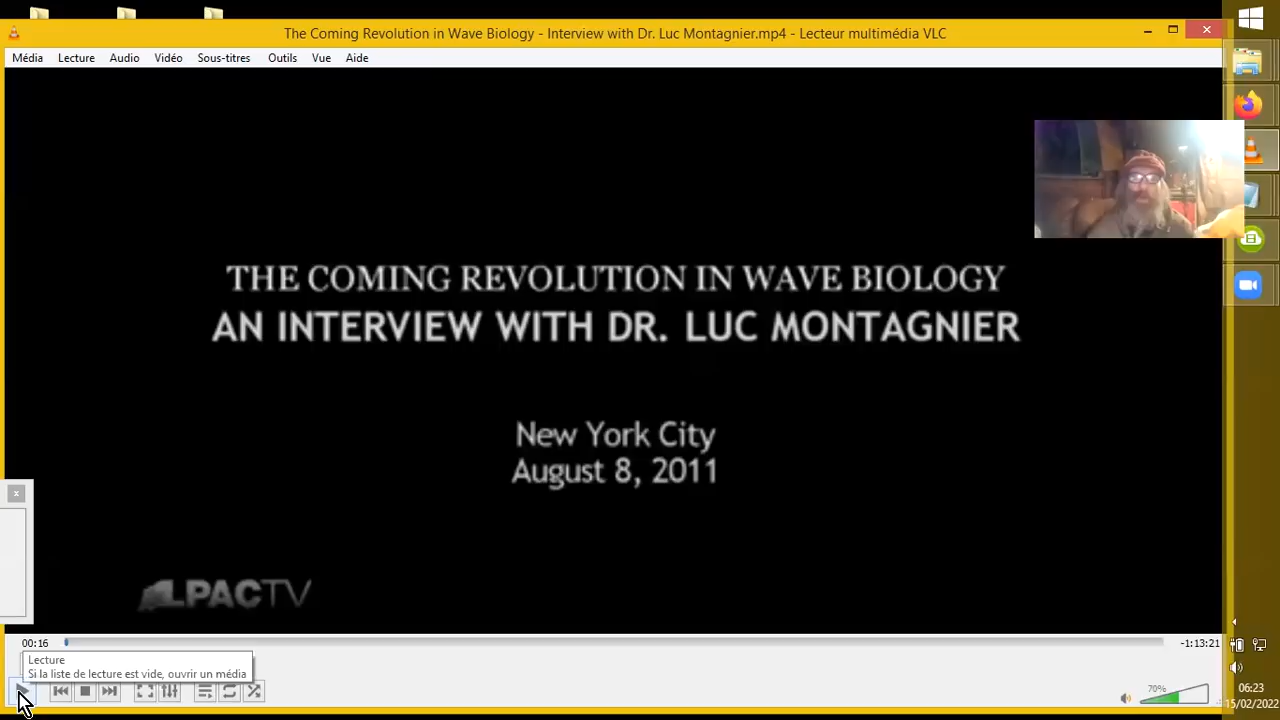 The Coming Revolution in Wave Biology - Interview with Dr. Luc Montagnier.mp4 - Lecteur multimédia VLC
Média Lecture Audio Vidéo Sous-titres Outils Vue Aide
THE COMING REVOLUTION IN WAVE BIOLOGY
AN INTERVIEW WITH DR. LUC MONTAGNIER
New York City
August 8, 2011
LPACTV
00:16
-1:13:21
Lecture
Si la liste de lecture est vide, ouvrir un média
70%
06:23
15/02/2022